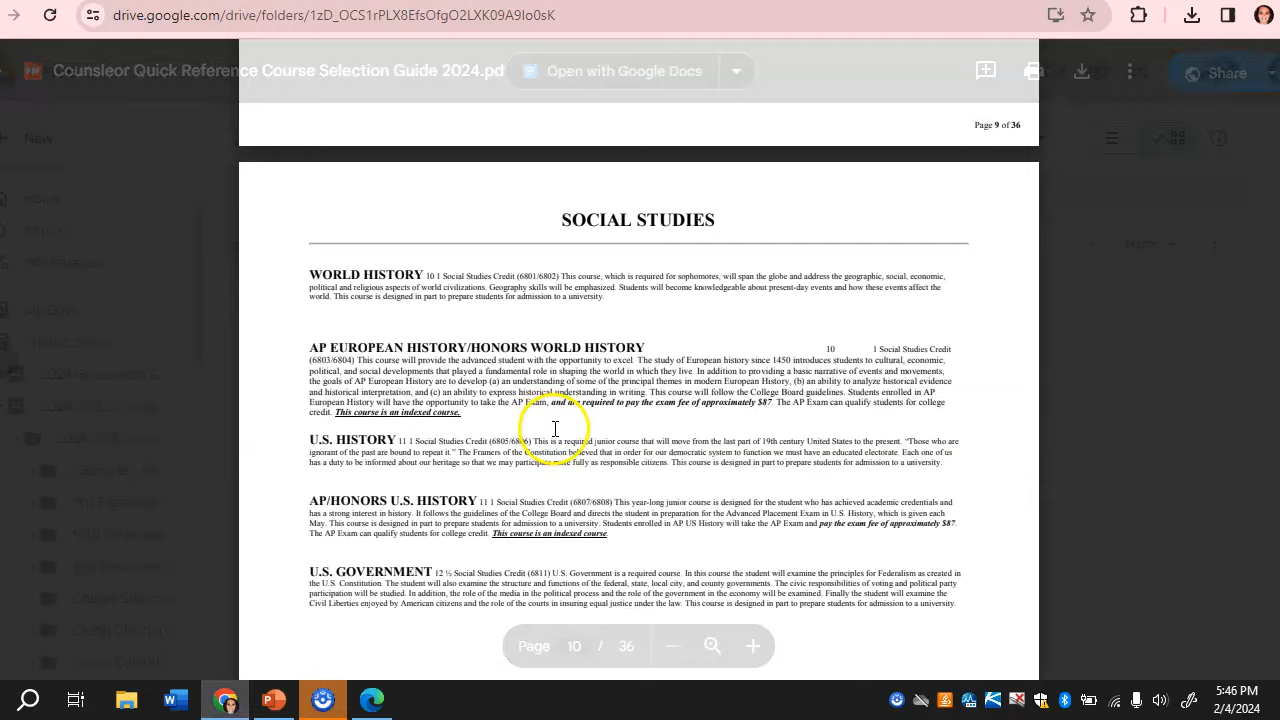 drive.google.com/drive/folders/1zD_OCS1rPLX8EfsOfgO2LXK09A9Io0sK
Counsleor Quick Reference Course Selection Guide 2024.pd
Open with Google Docs
Share
New
Page 9 of 36
Home
SOCIAL STUDIES
WORLD HISTORY 10 1 Social Studies Credit (6801/6802) This course, which is required for sophomores, will span the globe and address the geographic, social, economic,
political and religious aspects of world civilizations. Geography skills will be emphasized. Students will become knowledgeable about present-day events and how these events affect the
world. This course is designed in part to prepare students for admission to a university.
AP EUROPEAN HISTORY/HONORS WORLD HISTORY 10 1 Social Studies Credit
(6803/6804) This course will provide the advanced student with the opportunity to excel. The study of European history since 1450 introduces students to cultural, economic,
political, and social developments that played a fundamental role in shaping the world in which they live. In addition to providing a basic narrative of events and movements,
the goals of AP European History are to develop (a) an understanding of some of the principal themes in modern European History, (b) an ability to analyze historical evidence
and historical interpretation, and (c) an ability to express historical understanding in writing. This course will follow the College Board guidelines. Students enrolled in AP
European History will have the opportunity to take the AP Exam, and are required to pay the exam fee of approximately $87. The AP Exam can qualify students for college
credit. This course is an indexed course.
U.S. HISTORY 11 1 Social Studies Credit (6805/6806) This is a required junior course that will move from the last part of 19th century United States to the present. “Those who are
ignorant of the past are bound to repeat it.” The Framers of the Constitution believed that in order for our democratic system to function we must have an educated electorate. Each one of us
has a duty to be informed about our heritage so that we may participate more fully as responsible citizens. This course is designed in part to prepare students for admission to a university.
AP/HONORS U.S. HISTORY 11 1 Social Studies Credit (6807/6808) This year-long junior course is designed for the student who has achieved academic credentials and
has a strong interest in history. It follows the guidelines of the College Board and directs the student in preparation for the Advanced Placement Exam in U.S. History, which is given each
May. This course is designed in part to prepare students for admission to a university. Students enrolled in AP US History will take the AP Exam and pay the exam fee of approximately $87.
The AP Exam can qualify students for college credit. This course is an indexed course.
U.S. GOVERNMENT 12 ½ Social Studies Credit (6811) U.S. Government is a required course. In this course the student will examine the principles for Federalism as created in
the U.S. Constitution. The student will also examine the structure and functions of the federal, state, local city, and county governments. The civic responsibilities of voting and political party
participation will be studied. In addition, the role of the media in the political process and the role of the government in the economy will be examined. Finally the student will examine the
Civil Liberties enjoyed by American citizens and the role of the courts in insuring equal justice under the law. This course is designed in part to prepare students for admission to a university.
Page 10 / 36
5:46 PM
2/4/2024